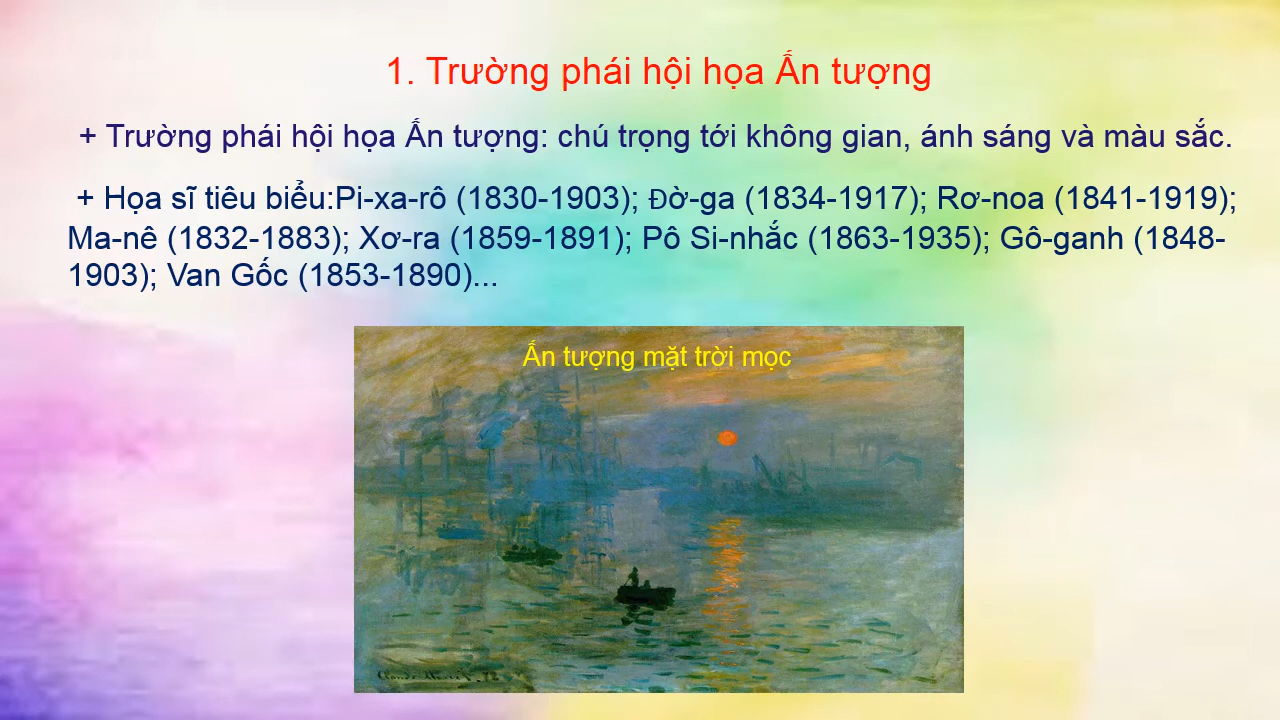 1. Trường phái hội họa Ấn tượng
+ Trường phái hội họa Ấn tượng: chú trọng tới không gian, ánh sáng và màu sắc.
+ Họa sĩ tiêu biểu:Pi-xa-rô (1830-1903); Đờ-ga (1834-1917); Rơ-noa (1841-1919);
Ma-nê (1832-1883); Xơ-ra (1859-1891); Pô Si-nhắc (1863-1935); Gô-ganh (1848-
1903); Van Gốc (1853-1890)...
Ấn tượng mặt trời mọc
Claude Monet. 72